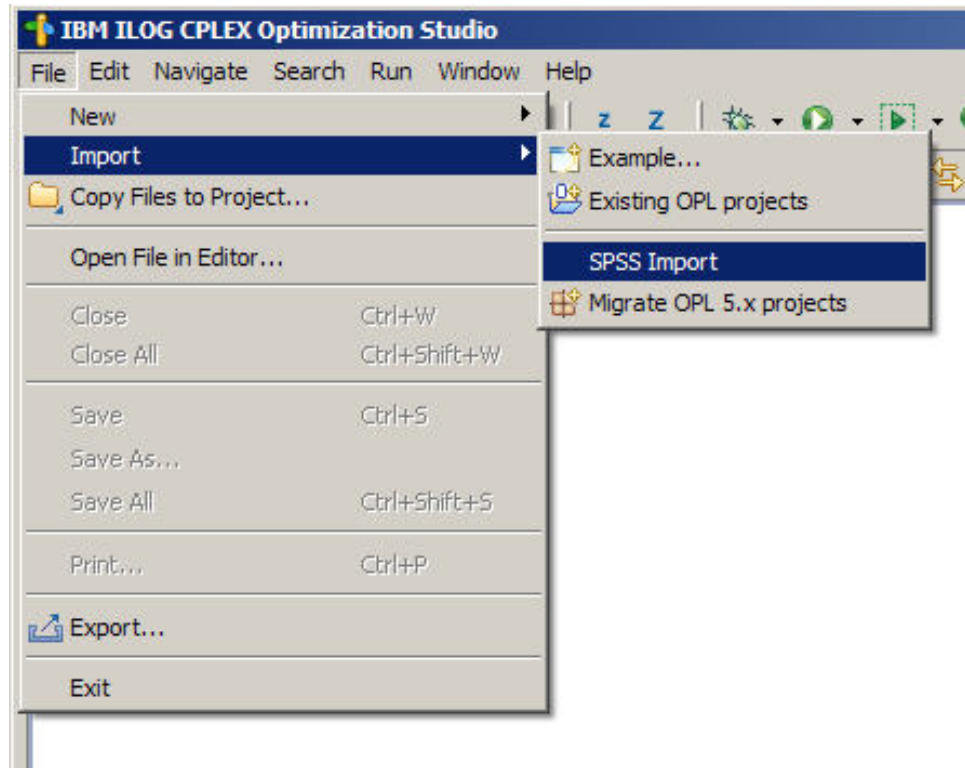 IBM ILOG CPLEX Optimization Studio
File Edit Navigate Search Run Window Help
New
Import
Copy Files to Project...
Open File in Editor...
Close Ctrl+W
Close All Ctrl+Shift+W
Save Ctrl+S
Save As...
Save All Ctrl+Shift+S
Print... Ctrl+P
Export...
Exit
z Z
Example...
Existing OPL projects
SPSS Import
Migrate OPL 5.x projects